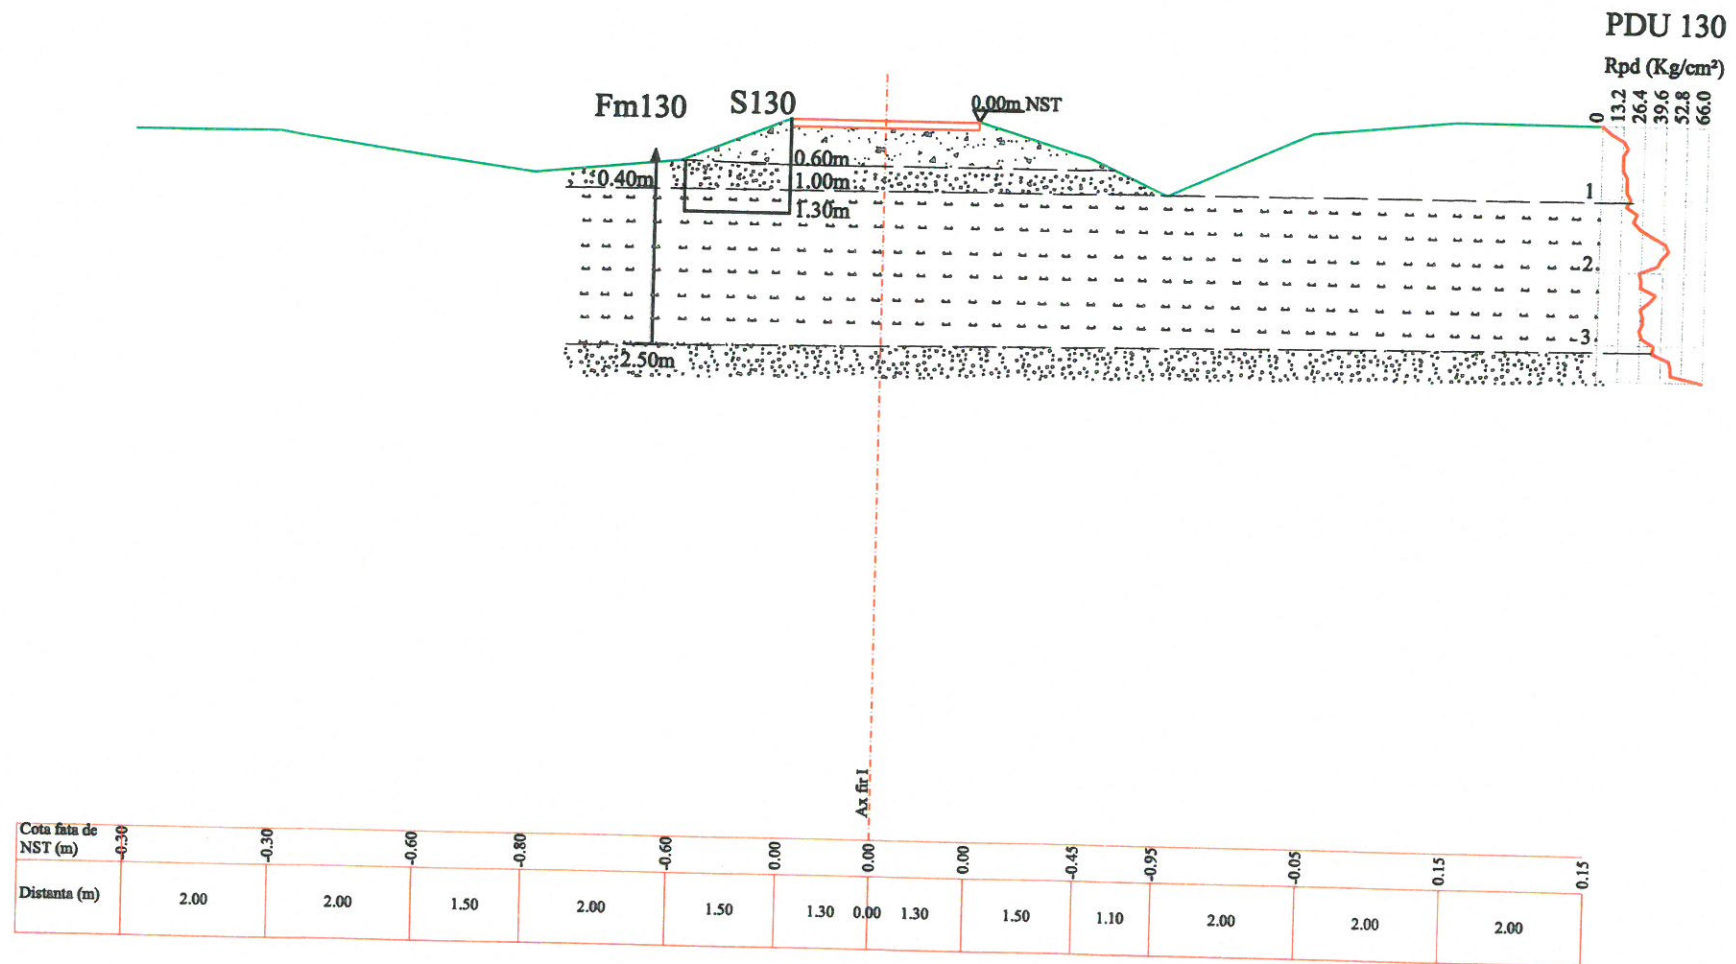 PDU 130
Rpd (Kg/cm²)
0 13.2 26.4 39.6 52.8 66.0
Fm130 S130 0.00m NST
0.60m
0.40m 1.00m
1.30m
1
2
3
2.50m
Ax fir I
Cota fata de
NST (m) -0.30 -0.30 -0.60 -0.80 -0.60 0.00 0.00 0.00 -0.45 -0.95 -0.05 0.15 0.15
Distanta (m) 2.00 2.00 1.50 2.00 1.50 1.30 0.00 1.30 1.50 1.10 2.00 2.00 2.00